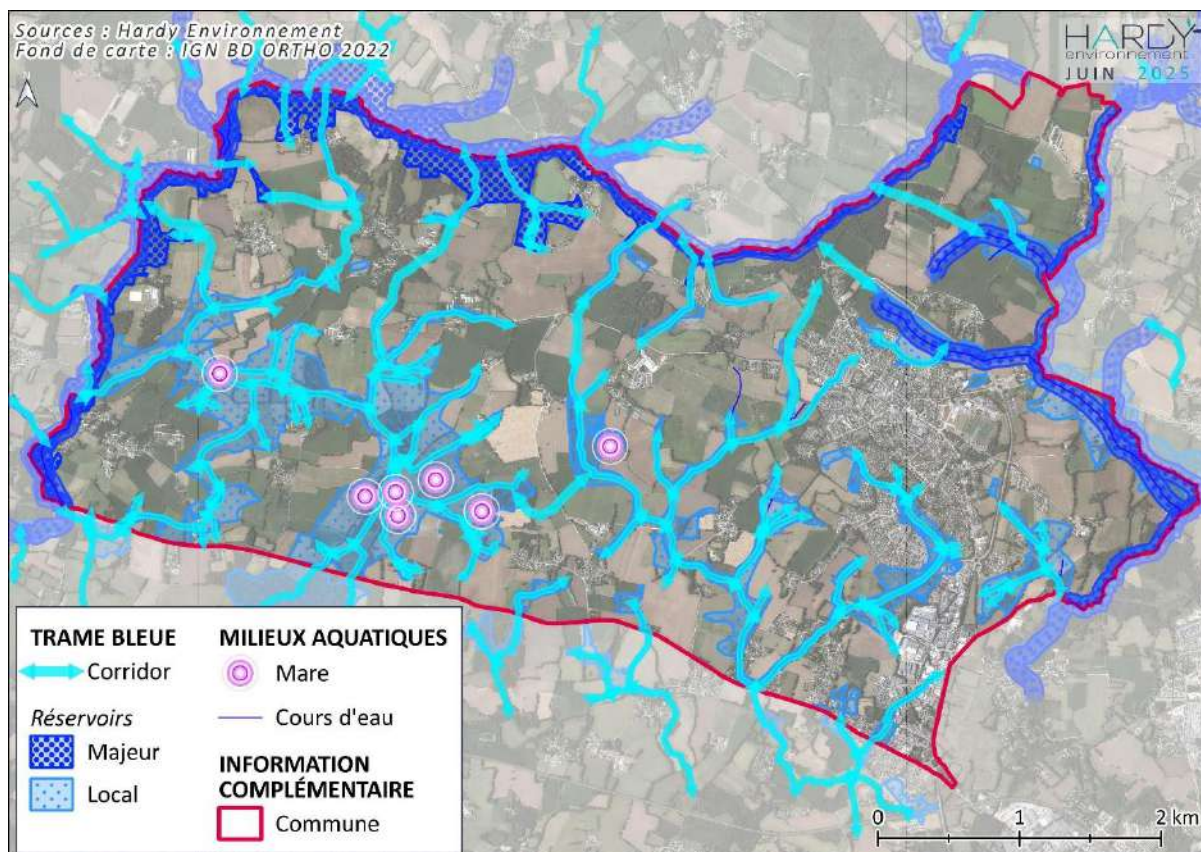 Sources : Hardy Environnement
Fond de carte : IGN BD ORTHO 2022
HARDY
environnement
JUIN 2025
TRAME BLEUE
Corridor
Réservoirs
Majeur
Local
MILIEUX AQUATIQUES
Mare
Cours d'eau
INFORMATION
COMPLÉMENTAIRE
Commune
0 1 2 km